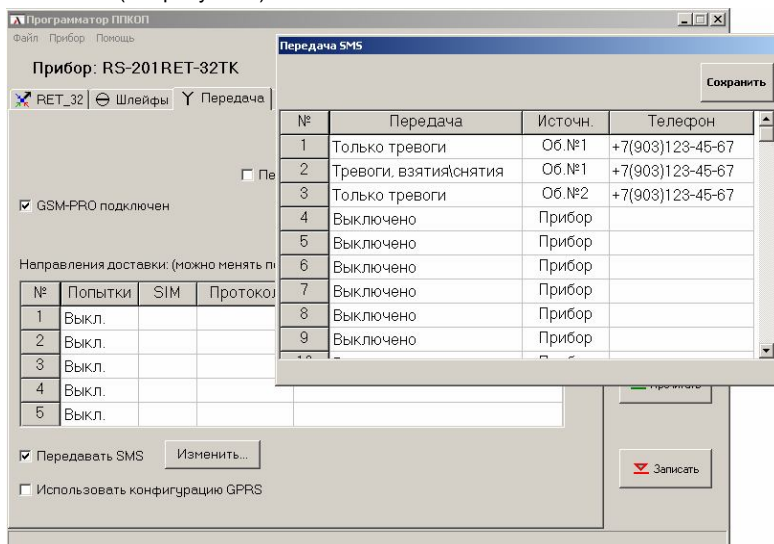 Программатор ППКОП
Файл Прибор Помощь
Прибор: RS-201RET-32TK
RET_32 Шлейфы Передача
GSM-PRO подключен
Направления доставки: (можно менять
№ Попытки SIM Протокол
1 Выкл.
2 Выкл.
3 Выкл.
4 Выкл.
5 Выкл.
Передавать SMS Изменить...
Использовать конфигурацию GPRS
Прочитать
Записать
Передача SMS
Сохранить
№ Передача Источн. Телефон
1 Только тревоги Об.№1 +7(903)123-45-67
2 Тревоги, взятия\снятия Об.№1 +7(903)123-45-67
3 Только тревоги Об.№2 +7(903)123-45-67
4 Выключено Прибор
5 Выключено Прибор
6 Выключено Прибор
7 Выключено Прибор
8 Выключено Прибор
9 Выключено Прибор